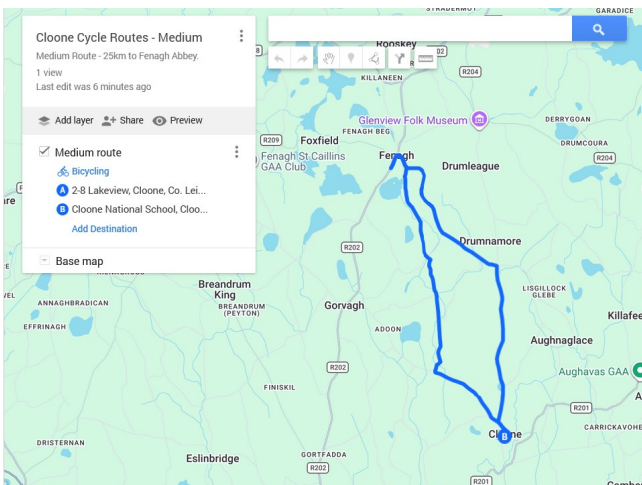 STRADERMOT
GARADICE
Cloone Cycle Routes - Medium
Medium Route - 25km to Fenagh Abbey.
1 view
Last edit was 6 minutes ago
Add layer
Share
Preview
Medium route
Bicycling
A 2-8 Lakeview, Cloone, Co. Lei...
B Cloone National School, Cloo...
Add Destination
Base map
Rooskey
KILLANEEN
R204
Glenview Folk Museum
DERRYGOAN
FENAGH BEG
R209
Foxfield
DRUMCOURA
Fenagh St Caillins
GAA Club
Fenagh
Drumleague
R204
R202
Drumnamore
Breandrum
King
BREANDRUM
(PEYTON)
LISGILLOCK
GLEBE
ANNAGHBRADICAN
Gorvagh
Killafee
EFFRINAGH
ADOON
Aughnaglace
R202
Aughavas GAA
FINISKIL
R201
CARRICKAVOHE
B
DRISTERNAN
Eslinbridge
GORTFADDA
R202
R201